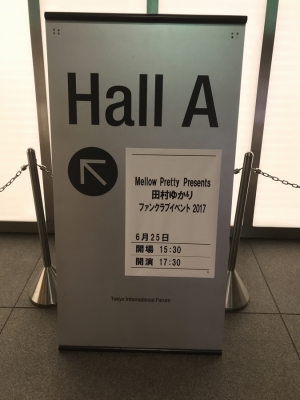 Hall A
Mellow Pretty Presents
田村ゆかり
ファンクラブイベント 2017
6月25日
開場 15:30
開演 17:30
Tokyo International Forum